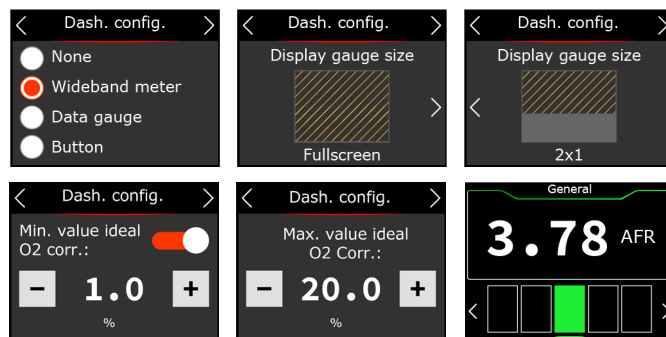 Dash. config.
None
Wideband meter
Data gauge
Button
Dash. config.
Display gauge size
Fullscreen
Dash. config.
Display gauge size
2x1
Dash. config.
Min. value ideal
O2 corr.:
− 1.0 +
%
Dash. config.
Max. value ideal
O2 Corr.:
− 20.0 +
%
General
3.78 AFR